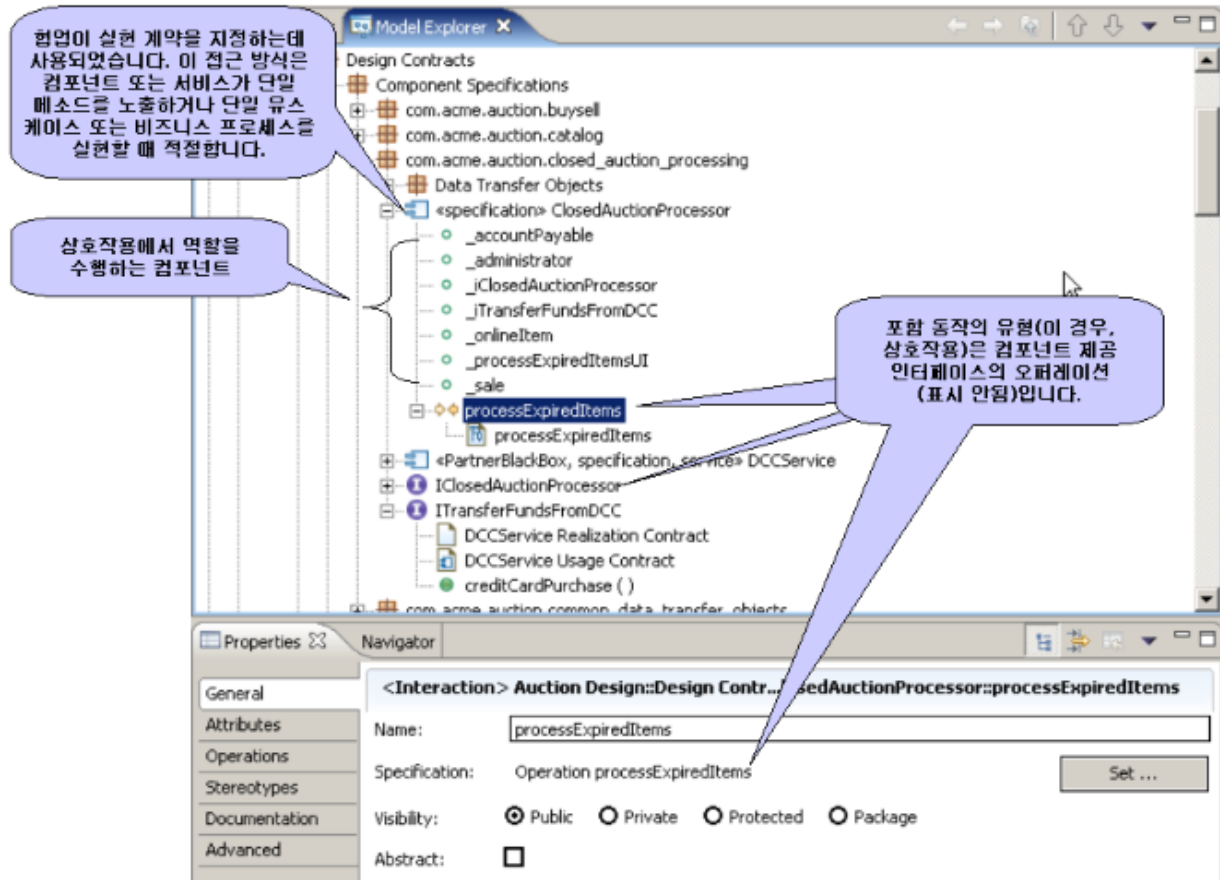 협업이 실현 계약을 지정하는데
사용되었습니다. 이 접근 방식은
컴포넌트 또는 서비스가 단일
메소드를 노출하거나 단일 유스
케이스 또는 비즈니스 프로세스를
실현할 때 적절합니다.
상호작용에서 역할을
수행하는 컴포넌트
Model Explorer
Design Contracts
Component Specifications
com.acme.auction.buysell
com.acme.auction.catalog
com.acme.auction.closed_auction_processing
Data Transfer Objects
«specification» ClosedAuctionProcessor
_accountPayable
_administrator
_iClosedAuctionProcessor
_iTransferFundsFromDCC
_onlineItem
_processExpiredItemsUI
_sale
processExpiredItems
processExpiredItems
«PartnerBlackBox, specification, service» DCCService
IClosedAuctionProcessor
ITransferFundsFromDCC
DCCService Realization Contract
DCCService Usage Contract
creditCardPurchase ( )
com.acme.auction.common_data_transfer_objects
포함 동작의 유형(이 경우,
상호작용)은 컴포넌트 제공
인터페이스의 오퍼레이션
(표시 안됨)입니다.
Properties
Navigator
General
Attributes
Operations
Stereotypes
Documentation
Advanced
<Interaction> Auction Design::Design Contr...sedAuctionProcessor::processExpiredItems
Name: processExpiredItems
Specification: Operation processExpiredItems Set ...
Visibility: Public Private Protected Package
Abstract: